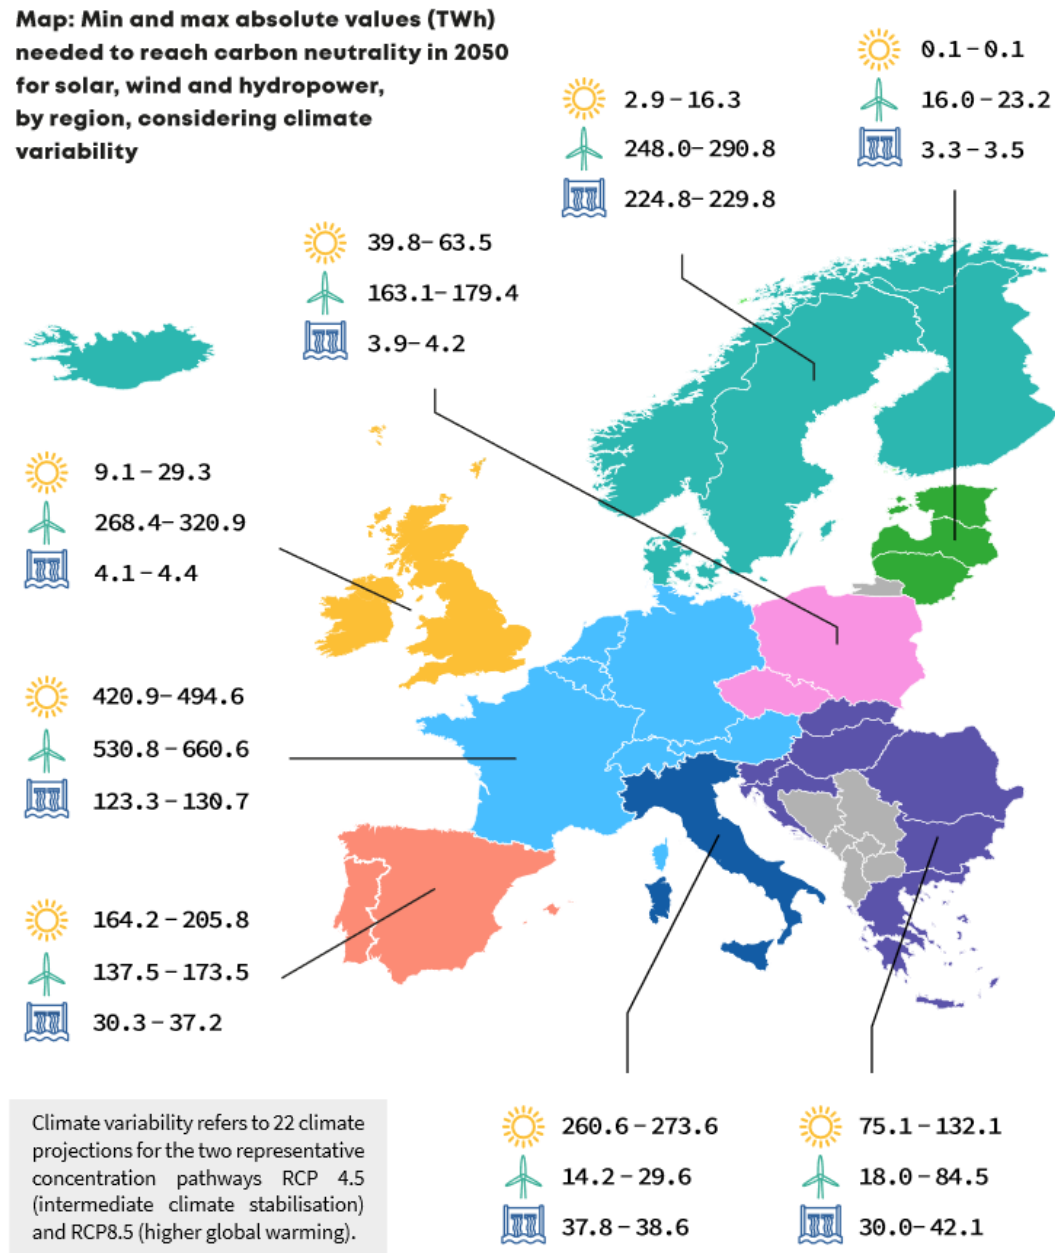 Map: Min and max absolute values (TWh)
needed to reach carbon neutrality in 2050
for solar, wind and hydropower,
by region, considering climate
variability
0.1-0.1
16.0-23.2
3.3-3.5
2.9-16.3
248.0-290.8
224.8-229.8
39.8-63.5
163.1-179.4
3.9-4.2
9.1-29.3
268.4-320.9
4.1-4.4
420.9-494.6
530.8-660.6
123.3-130.7
164.2-205.8
137.5-173.5
30.3-37.2
260.6-273.6
14.2-29.6
37.8-38.6
75.1-132.1
18.0-84.5
30.0-42.1
Climate variability refers to 22 climate
projections for the two representative
concentration pathways RCP 4.5
(intermediate climate stabilisation)
and RCP8.5 (higher global warming).